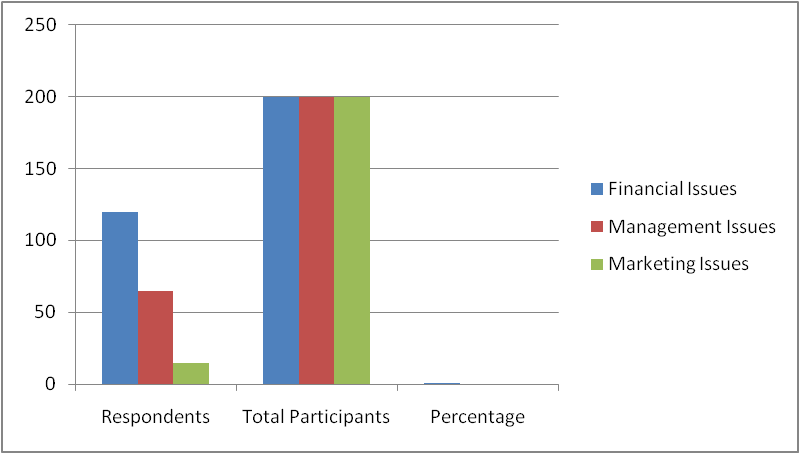 250
200
150
100
50
0
Respondents Total Participants Percentage
Financial Issues
Management Issues
Marketing Issues